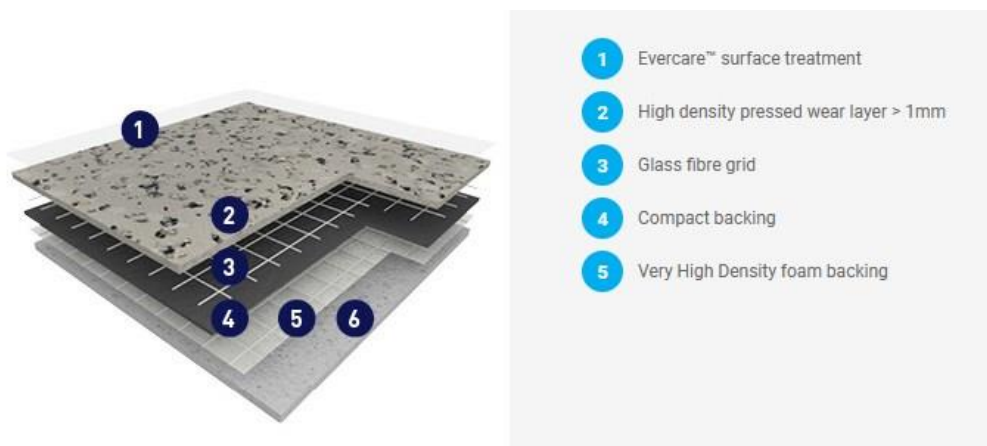 1
2
3
4
5
6
1 Evercare™ surface treatment
2 High density pressed wear layer > 1mm
3 Glass fibre grid
4 Compact backing
5 Very High Density foam backing